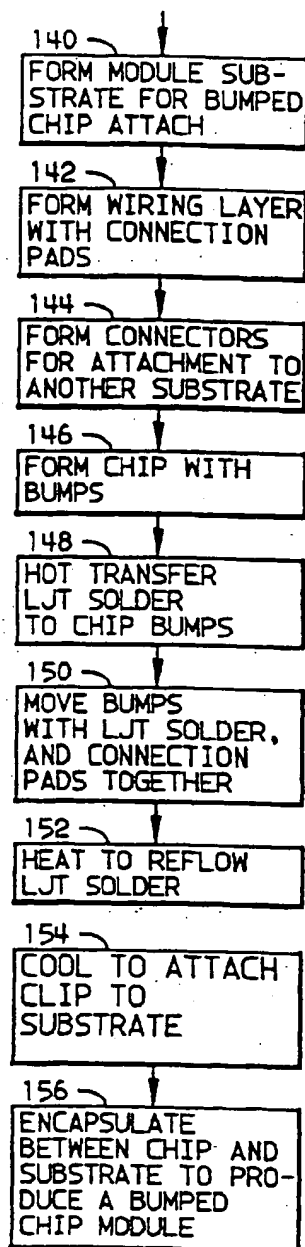 140
FORM MODULE SUB-
STRATE FOR BUMPED
CHIP ATTACH
142
FORM WIRING LAYER
WITH CONNECTION
PADS
144
FORM CONNECTORS
FOR ATTACHMENT TO
ANOTHER SUBSTRATE
146
FORM CHIP WITH
BUMPS
148
HOT TRANSFER
LJT SOLDER
TO CHIP BUMPS
150
MOVE BUMPS
WITH LJT SOLDER,
AND CONNECTION
PADS TOGETHER
152
HEAT TO REFLOW
LJT SOLDER
154
COOL TO ATTACH
CLIP TO
SUBSTRATE
156
ENCAPSULATE
BETWEEN CHIP AND
SUBSTRATE TO PRO-
DUCE A BUMPED
CHIP MODULE